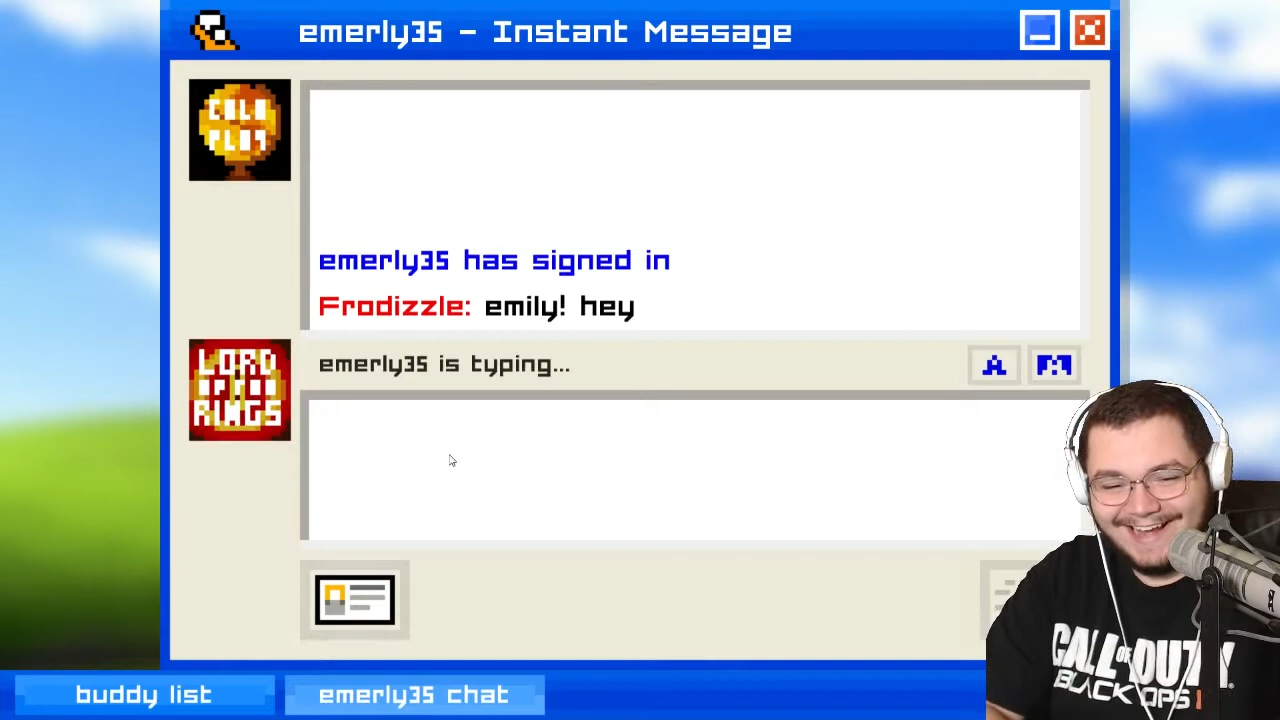 emerly35 - Instant Message
COLD
PLAY
emerly35 has signed in
Frodizzle: emily! hey
LORD
OF THE
RINGS
emerly35 is typing...
A
CALL OF DUTY
BLACK OPS
buddy list
emerly35 chat